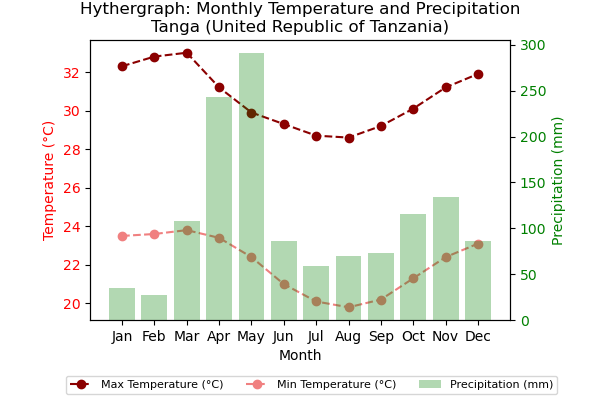 Hythergraph: Monthly Temperature and Precipitation
Tanga (United Republic of Tanzania)
Temperature (°C)
32
30
28
26
24
22
20
300
250
200
150
100
50
0
Precipitation (mm)
Jan Feb Mar Apr May Jun Jul Aug Sep Oct Nov Dec
Month
Max Temperature (°C) Min Temperature (°C) Precipitation (mm)